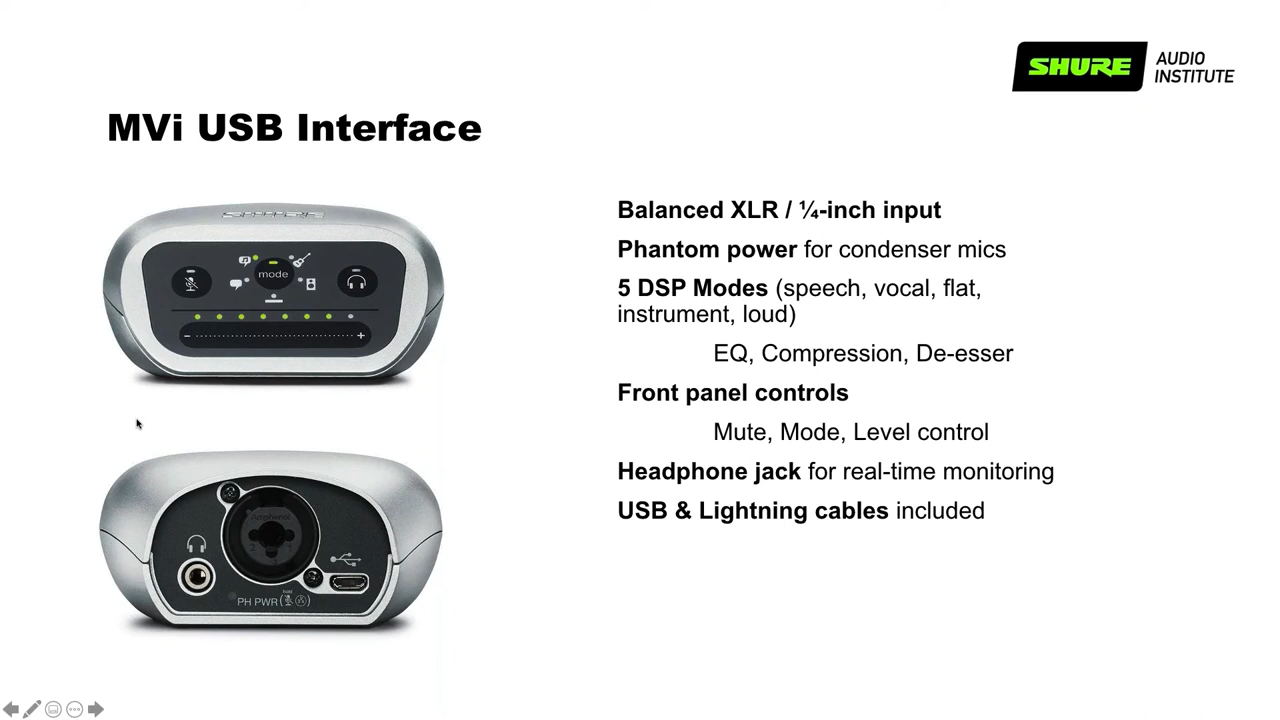 SHURE
AUDIO
INSTITUTE
MVi USB Interface
SHURE
mode
Balanced XLR / ¼-inch input
Phantom power for condenser mics
5 DSP Modes (speech, vocal, flat,
instrument, loud)
EQ, Compression, De-esser
Front panel controls
Mute, Mode, Level control
Headphone jack for real-time monitoring
USB & Lightning cables included
Amphenol
PH PWR